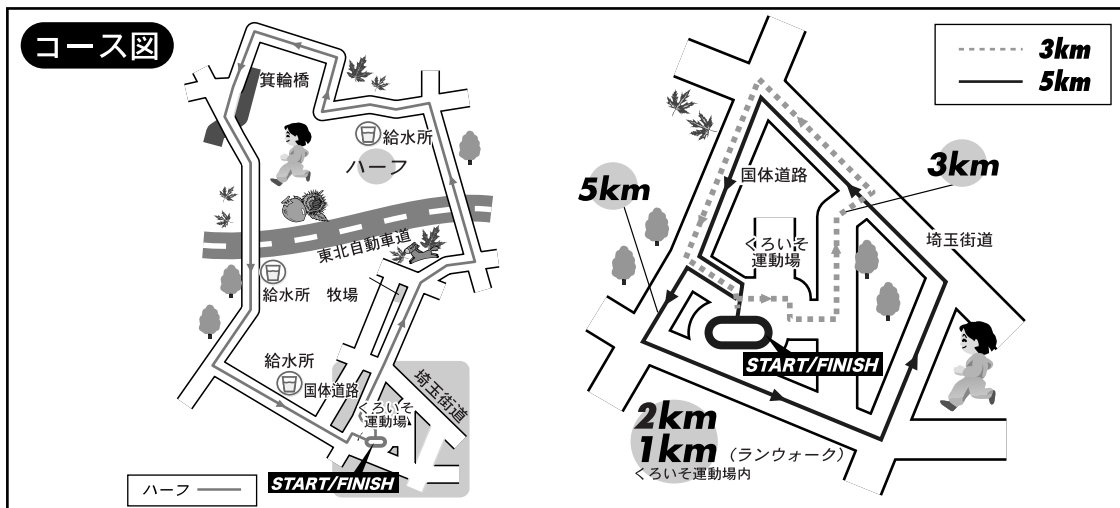 コース図
箕輪橋
給水所
ハーフ
東北自動車道
給水所
牧場
給水所
国体道路
くろいそ
運動場
埼玉街道
START/FINISH
ハーフ
3km
5km
5km
3km
国体道路
くろいそ
運動場
埼玉街道
START/FINISH
2km
1km (ランウォーク)
くろいそ運動場内